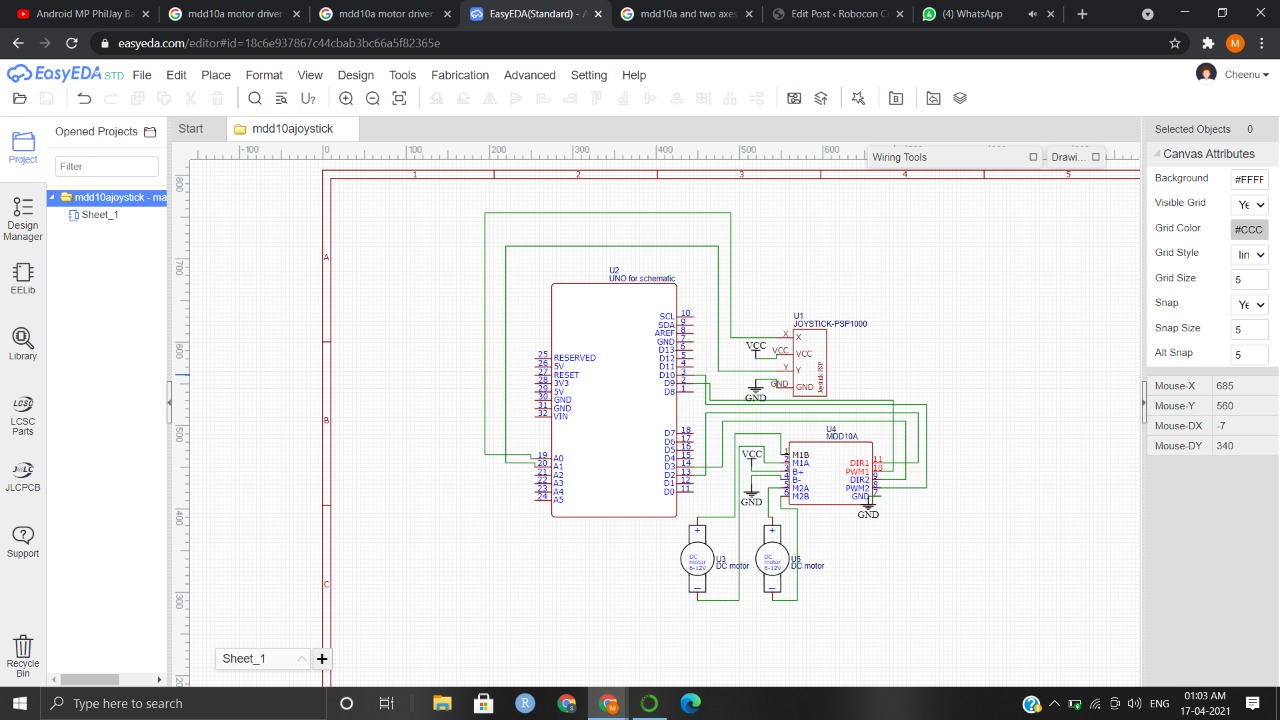 Android MP PhilJay Ba
mdd10a motor driver
mdd10a motor driver
EasyEDA(Standard) - A
mdd10a and two axes
Edit Post ‹ Robocon C
(4) WhatsApp
easyeda.com/editor#id=18c6e937867c44cbab3bc66a5f82365e
M
EasyEDA STD
File Edit Place Format View Design Tools Fabrication Advanced Setting Help
Cheenu
Project
Design Manager
EELib
Library
LCSC
LCSC Parts
JLC
JLCPCB
Support
Recycle Bin
Opened Projects
Filter
mdd10ajoystick - ma
Sheet_1
Start
mdd10ajoystick
-100 0 100 200 300 400 500 600
800
700
600
500
400
300
Wiring Tools
Drawi...
1 2 3 4 5
A
B
C
U2
UNO for schematic
SCL 10
SDA 9
AREF 8
GND 7
D13 6
D12 5
D11 4
D10 3
D9 2
D8 1
25 RESERVED
26 5V
27 RESET
28 3V3
29 5V
30 GND
31 GND
32 VIN
D7 18
D6 17
D5 16
D4 15
D3 14
D2 13
D1 12
D0 11
19 A0
20 A1
21 A2
22 A3
23 A4
24 A5
U1
JOYSTICK-PSP1000
X X
VCC VCC VCC
Y Y
GND GND
GND
Joystick PSP
U4
MDD10A
1 M1B
2 M1A
3 B+
4 B-
5 M2A
6 M2B
DIR1 11
PWM1 10
DIR2 9
PWM2 8
GND 7
VCC
GND
GND
+
DC motor 6-12V
U3
DC motor
+
DC motor 6-12V
U5
DC motor
Sheet_1
Selected Objects 0
Canvas Attributes
Background #FFFF
Visible Grid Ye
Grid Color #CCC
Grid Style lin
Grid Size 5
Snap Ye
Snap Size 5
Alt Snap 5
Mouse-X 685
Mouse-Y 560
Mouse-DX -7
Mouse-DY 340
Type here to search
ENG
01:03 AM
17-04-2021